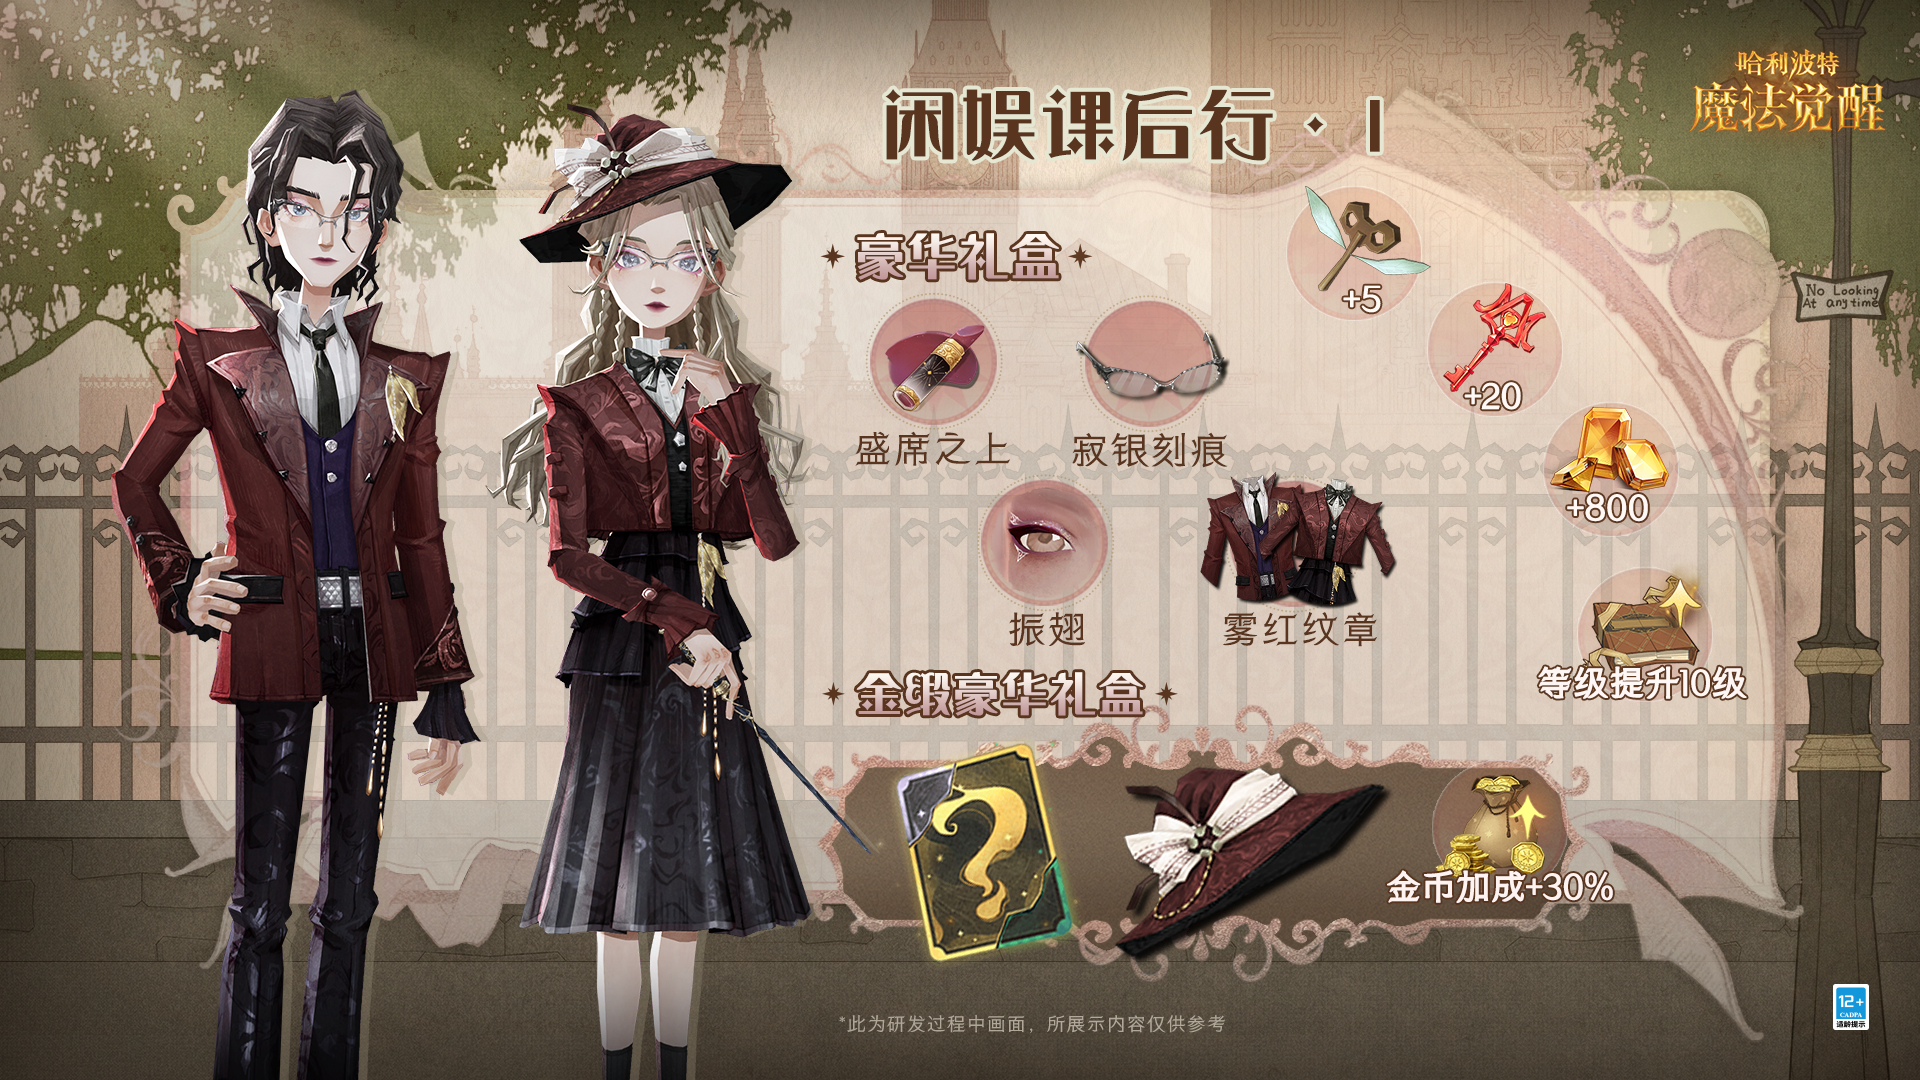 哈利波特
魔法觉醒
闲娱课后行·1
豪华礼盒
+5
No Looking
At anytime
+20
盛席之上
寂银刻痕
+800
振翅
雾红纹章
等级提升10级
金缎豪华礼盒
金币加成+30%
*此为研发过程中画面，所展示内容仅供参考
12+
CADPA
适龄提示